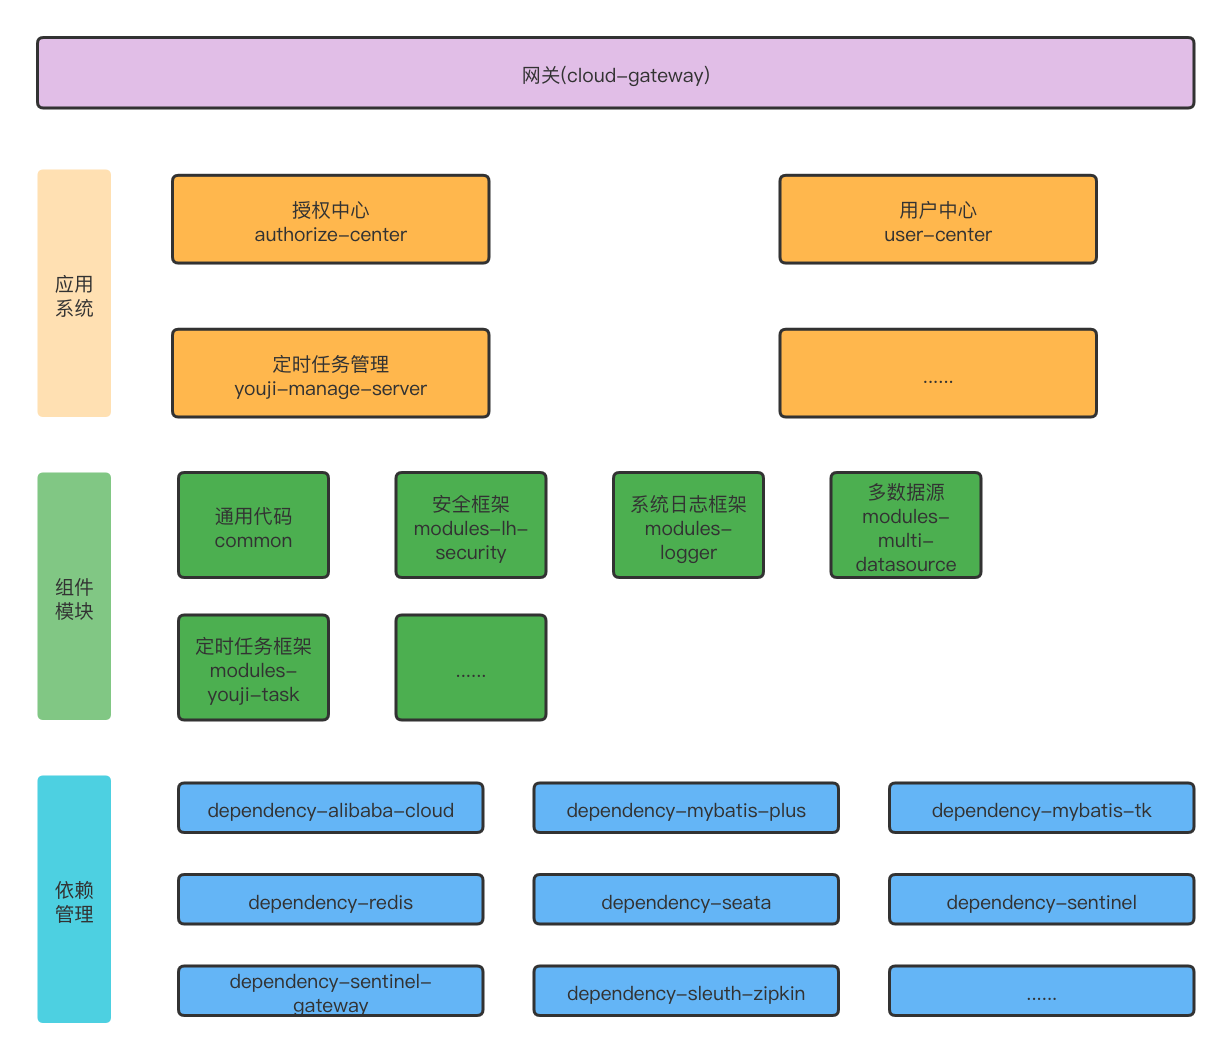 网关(cloud-gateway)
应用
系统
授权中心
authorize-center
用户中心
user-center
定时任务管理
youji-manage-server
......
组件
模块
通用代码
common
安全框架
modules-lh-
security
系统日志框架
modules-
logger
多数据源
modules-
multi-
datasource
定时任务框架
modules-
youji-task
......
依赖
管理
dependency-alibaba-cloud
dependency-mybatis-plus
dependency-mybatis-tk
dependency-redis
dependency-seata
dependency-sentinel
dependency-sentinel-
gateway
dependency-sleuth-zipkin
......